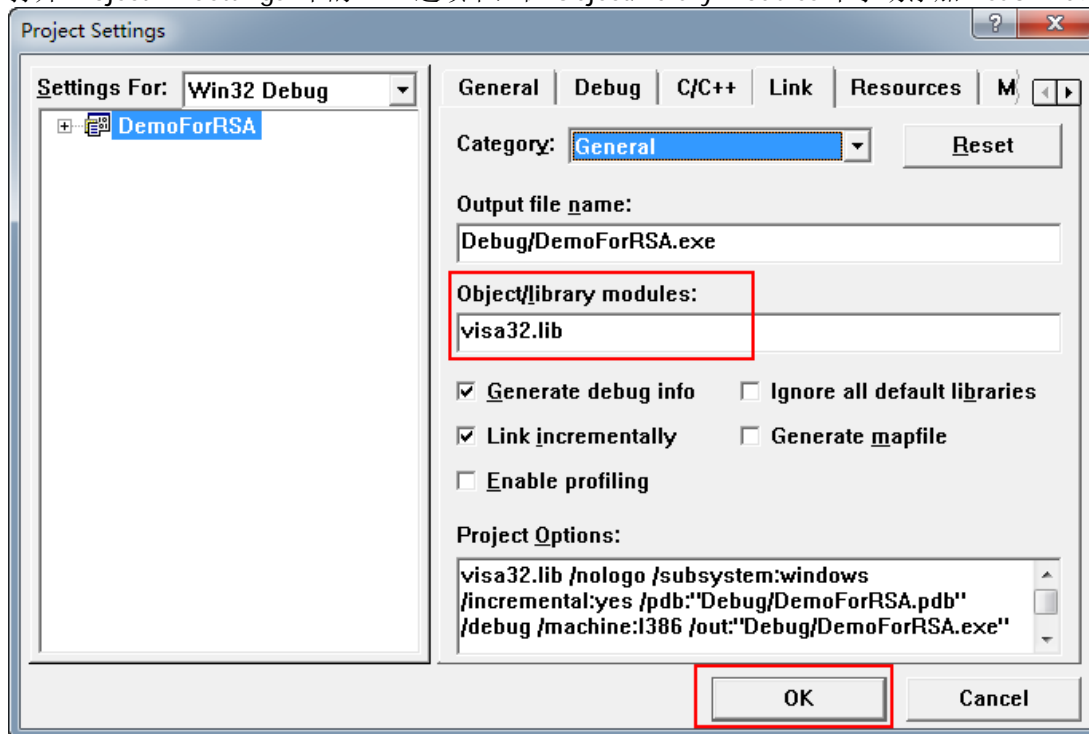 Project Settings
Settings For: Win32 Debug
DemoForRSA
General Debug C/C++ Link Resources M
Category: General Reset
Output file name:
Debug/DemoForRSA.exe
Object/library modules:
visa32.lib
Generate debug info Ignore all default libraries
Link incrementally Generate mapfile
Enable profiling
Project Options:
visa32.lib /nologo /subsystem:windows
/incremental:yes /pdb:"Debug/DemoForRSA.pdb"
/debug /machine:I386 /out:"Debug/DemoForRSA.exe"
OK Cancel